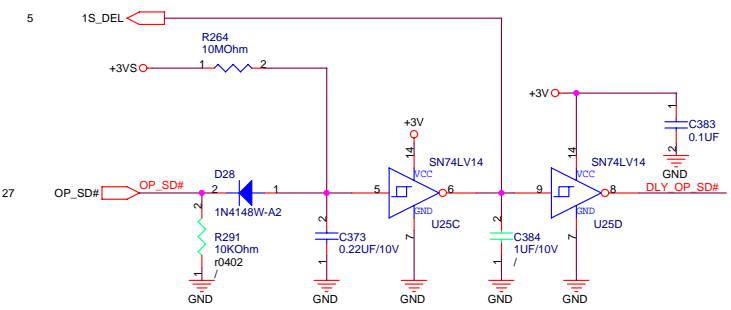 5 1S_DEL
R264
10MOhm
+3VS 1 2
+3V
+3V
1
C383
0.1UF
2
GND
14 SN74LV14
14 SN74LV14
VCC
VCC
D28
27 OP_SD# OP_SD# 2 1 5 6 9 8 DLY_OP_SD#
1N4148W-A2
GND
GND
U25C
U25D
2
R291
10KOhm
r0402
1
/
2
C373
0.22UF/10V
1
7
2
C384
1UF/10V
1
/
7
GND GND GND GND GND